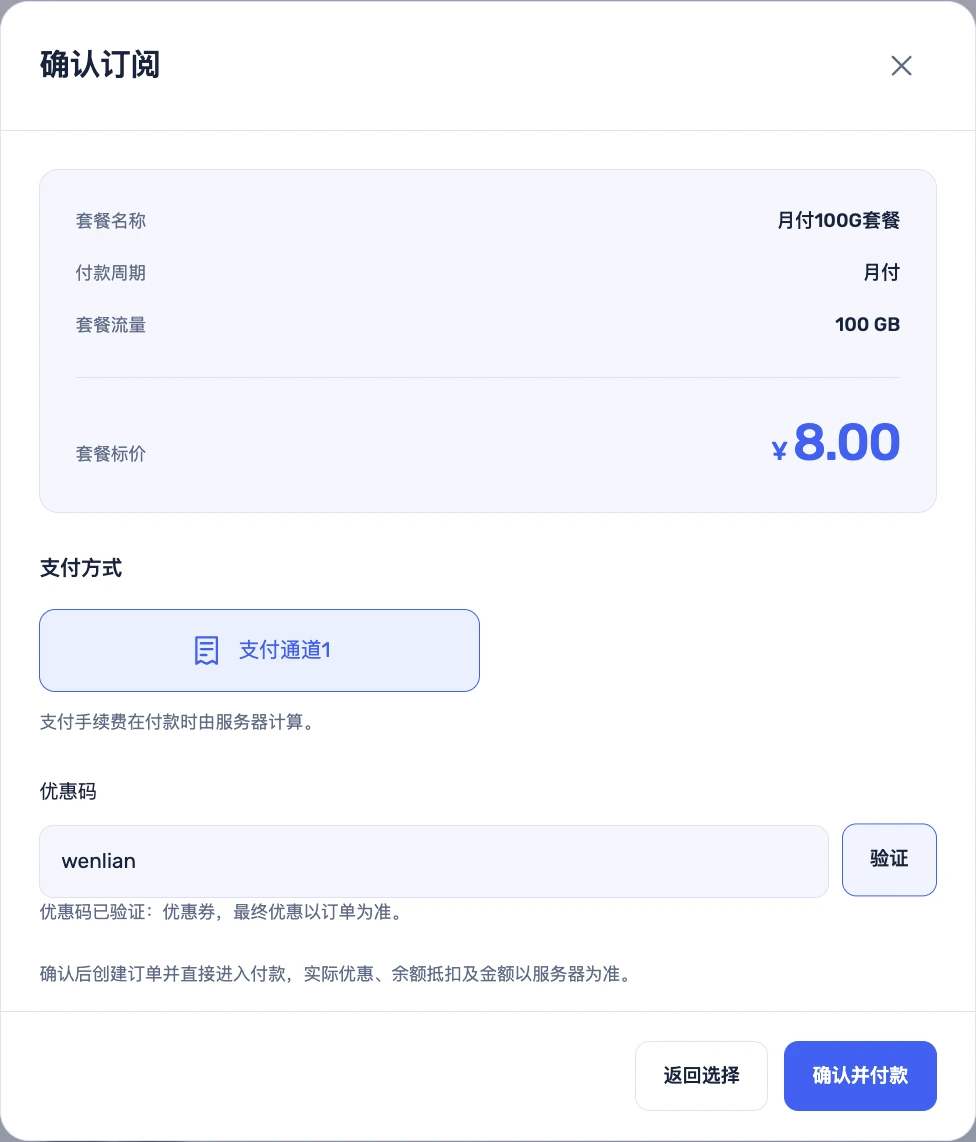 确认订阅
套餐名称 月付100G套餐
付款周期 月付
套餐流量 100 GB
套餐标价 ¥8.00
支付方式
支付通道1
支付手续费在付款时由服务器计算。
优惠码
wenlian 验证
优惠码已验证：优惠券，最终优惠以订单为准。
确认后创建订单并直接进入付款，实际优惠、余额抵扣及金额以服务器为准。
返回选择 确认并付款